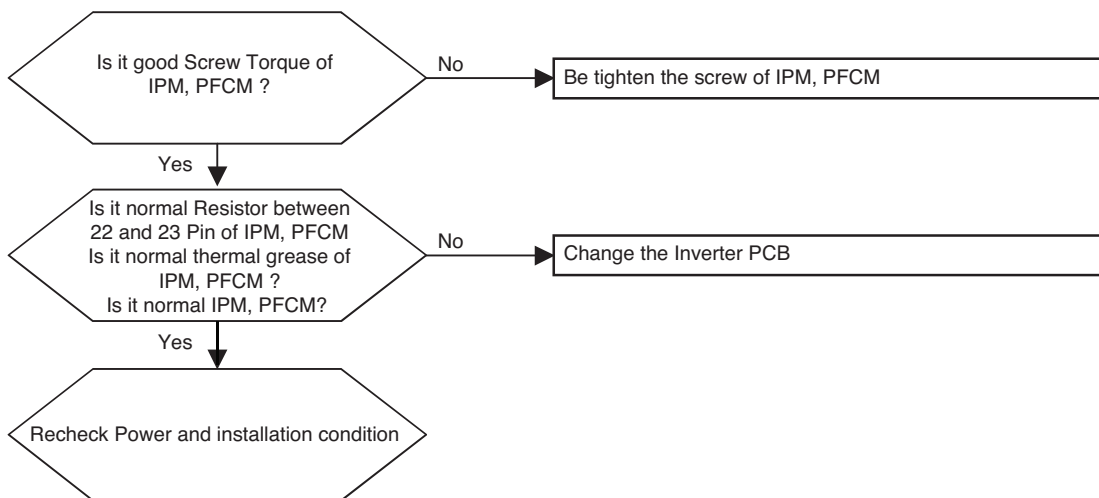 Is it good Screw Torque of
IPM, PFCM ?
No
Be tighten the screw of IPM, PFCM
Yes
Is it normal Resistor between
22 and 23 Pin of IPM, PFCM
Is it normal thermal grease of
IPM, PFCM ?
Is it normal IPM, PFCM?
No
Change the Inverter PCB
Yes
Recheck Power and installation condition